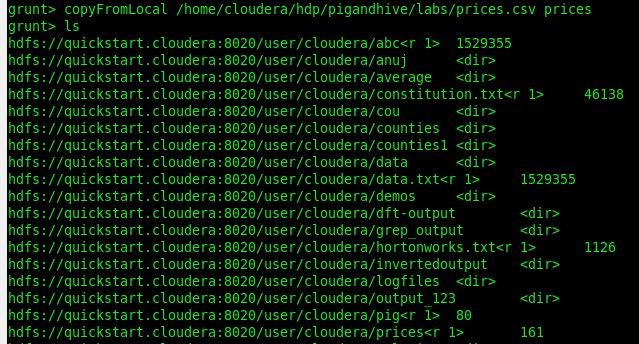 grunt> copyFromLocal /home/cloudera/hdp/pigandhive/labs/prices.csv prices
grunt> ls
hdfs://quickstart.cloudera:8020/user/cloudera/abc<r 1>	1529355
hdfs://quickstart.cloudera:8020/user/cloudera/anuj	<dir>
hdfs://quickstart.cloudera:8020/user/cloudera/average	<dir>
hdfs://quickstart.cloudera:8020/user/cloudera/constitution.txt<r 1>	46138
hdfs://quickstart.cloudera:8020/user/cloudera/cou	<dir>
hdfs://quickstart.cloudera:8020/user/cloudera/counties	<dir>
hdfs://quickstart.cloudera:8020/user/cloudera/counties1	<dir>
hdfs://quickstart.cloudera:8020/user/cloudera/data	<dir>
hdfs://quickstart.cloudera:8020/user/cloudera/data.txt<r 1>	1529355
hdfs://quickstart.cloudera:8020/user/cloudera/demos	<dir>
hdfs://quickstart.cloudera:8020/user/cloudera/dft-output	<dir>
hdfs://quickstart.cloudera:8020/user/cloudera/grep_output	<dir>
hdfs://quickstart.cloudera:8020/user/cloudera/hortonworks.txt<r 1>	1126
hdfs://quickstart.cloudera:8020/user/cloudera/invertedoutput	<dir>
hdfs://quickstart.cloudera:8020/user/cloudera/logfiles	<dir>
hdfs://quickstart.cloudera:8020/user/cloudera/output_123	<dir>
hdfs://quickstart.cloudera:8020/user/cloudera/pig<r 1>	80
hdfs://quickstart.cloudera:8020/user/cloudera/prices<r 1>	161